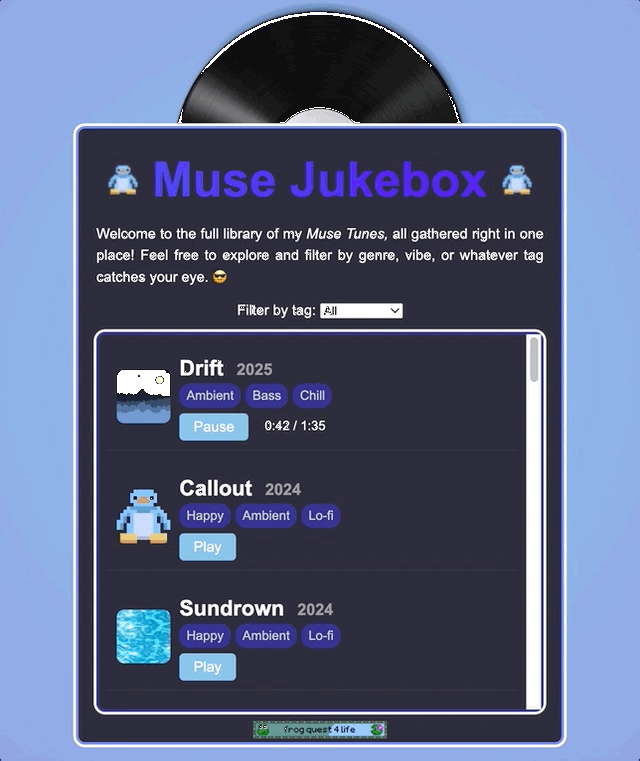 Muse Jukebox
Welcome to the full library of my Muse Tunes, all gathered right in one
place! Feel free to explore and filter by genre, vibe, or whatever tag
catches your eye. 😎
Filter by tag: All
Drift 2025
Ambient Bass Chill
Pause 0:42 / 1:35
Callout 2024
Happy Ambient Lo-fi
Play
Sundrown 2024
Happy Ambient Lo-fi
Play
frog quest 4 life